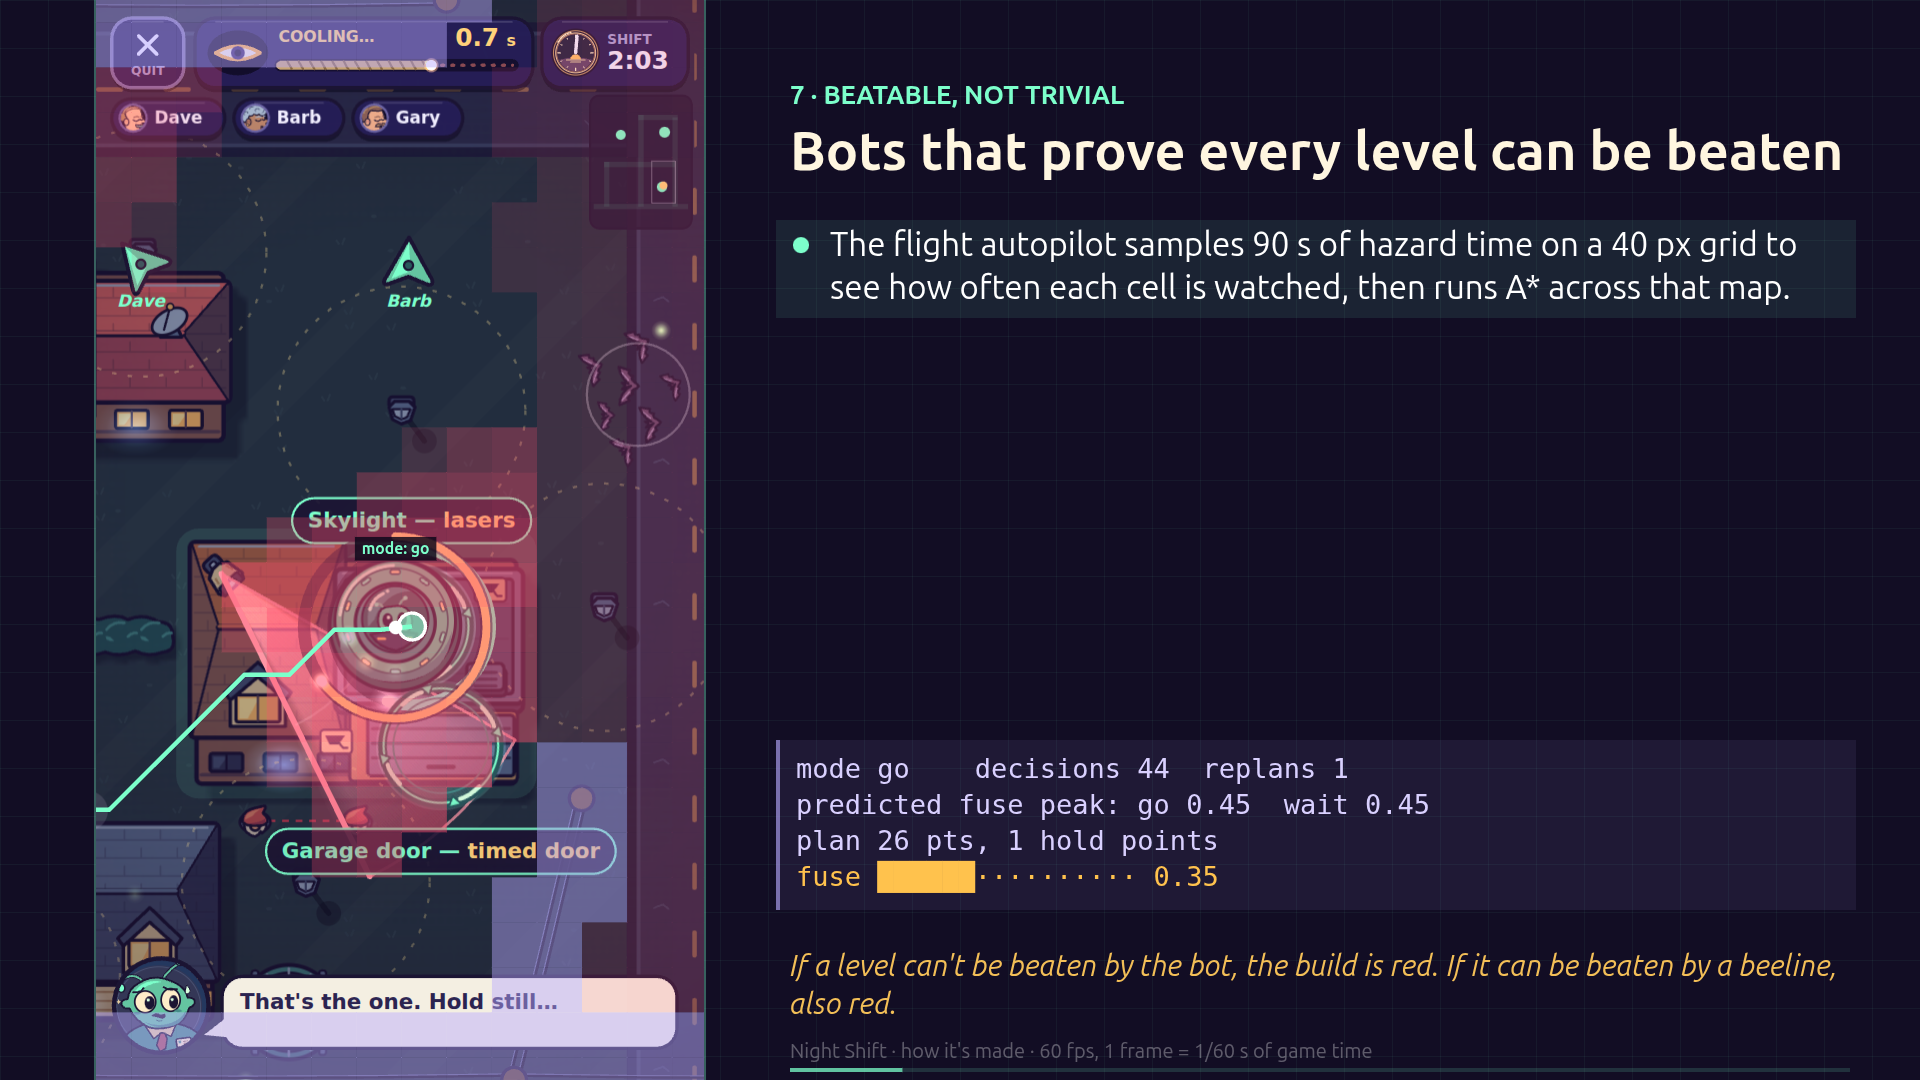 QUIT
COOLING...
0.7 s
SHIFT
2:03
Dave
Barb
Gary
Dave
Barb
Skylight — lasers
mode: go
Garage door — timed door
That's the one. Hold still...
7 · BEATABLE, NOT TRIVIAL
Bots that prove every level can be beaten
The flight autopilot samples 90 s of hazard time on a 40 px grid to
see how often each cell is watched, then runs A* across that map.
mode go decisions 44 replans 1
predicted fuse peak: go 0.45 wait 0.45
plan 26 pts, 1 hold points
fuse ·········· 0.35
If a level can't be beaten by the bot, the build is red. If it can be beaten by a beeline,
also red.
Night Shift · how it's made · 60 fps, 1 frame = 1/60 s of game time